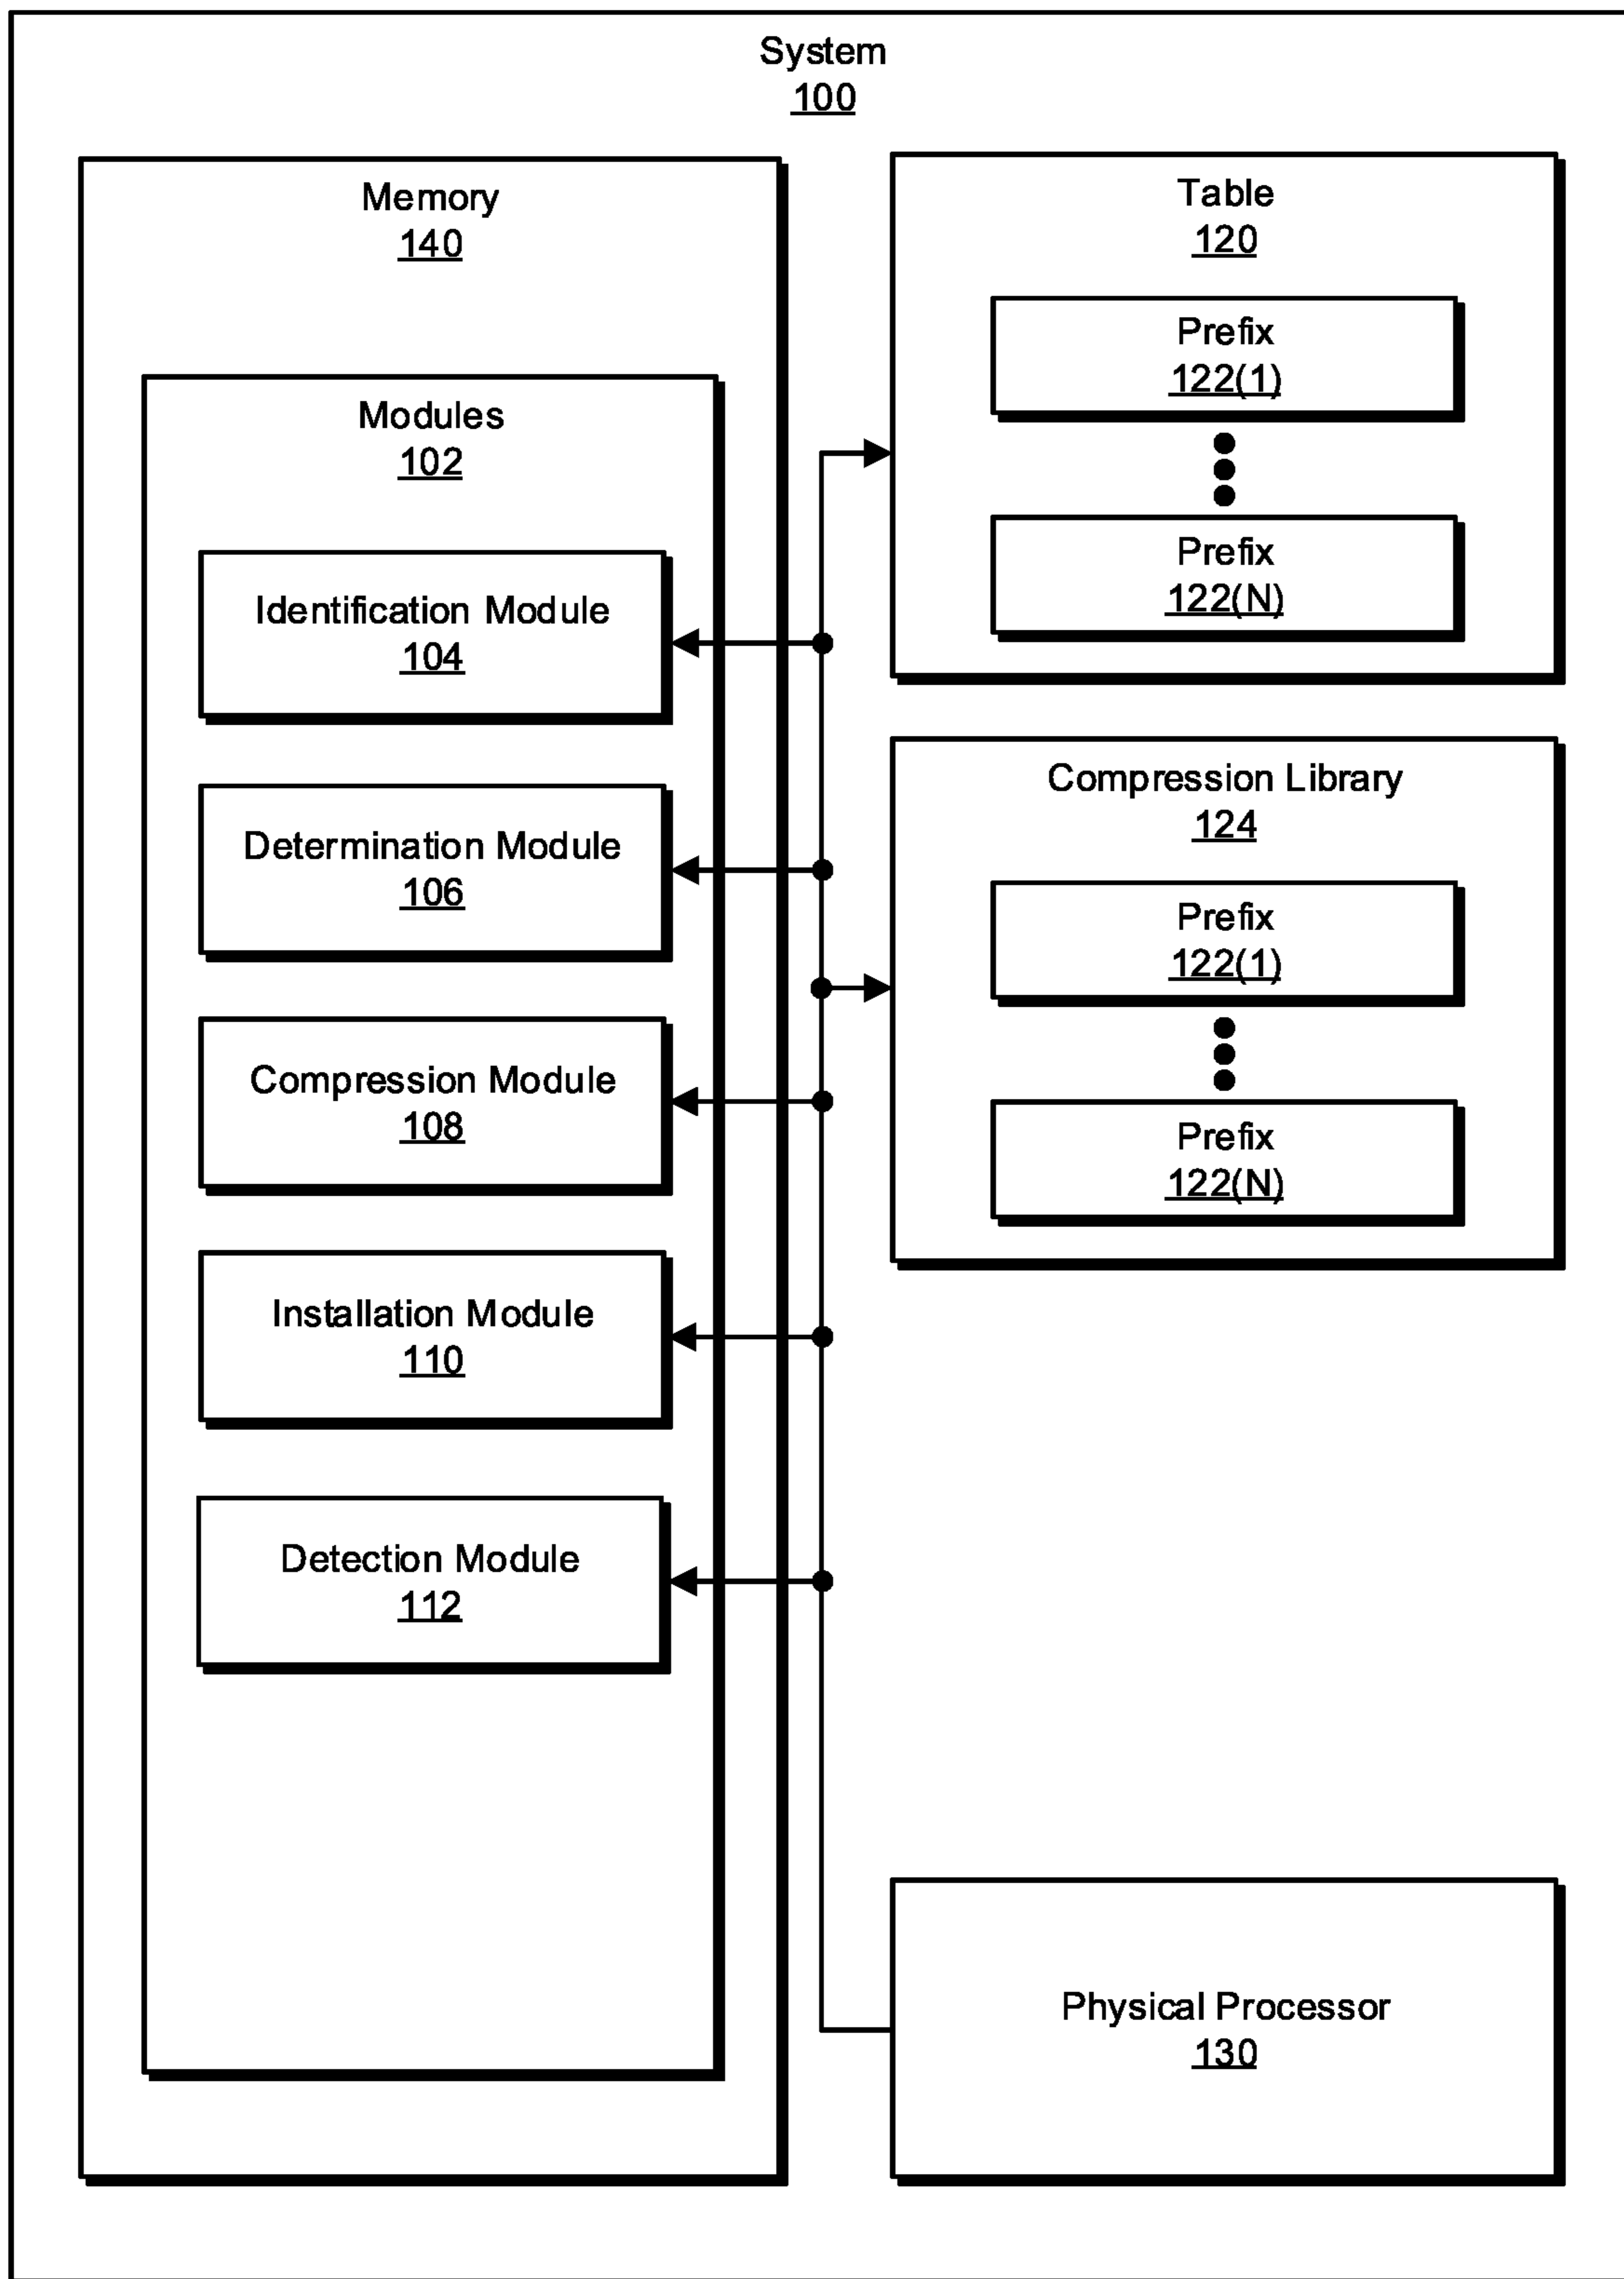 System
100
Memory
140
Modules
102
Identification Module
104
Determination Module
106
Compression Module
108
Installation Module
110
Detection Module
112
Table
120
Prefix
122(1)
Prefix
122(N)
Compression Library
124
Prefix
122(1)
Prefix
122(N)
Physical Processor
130